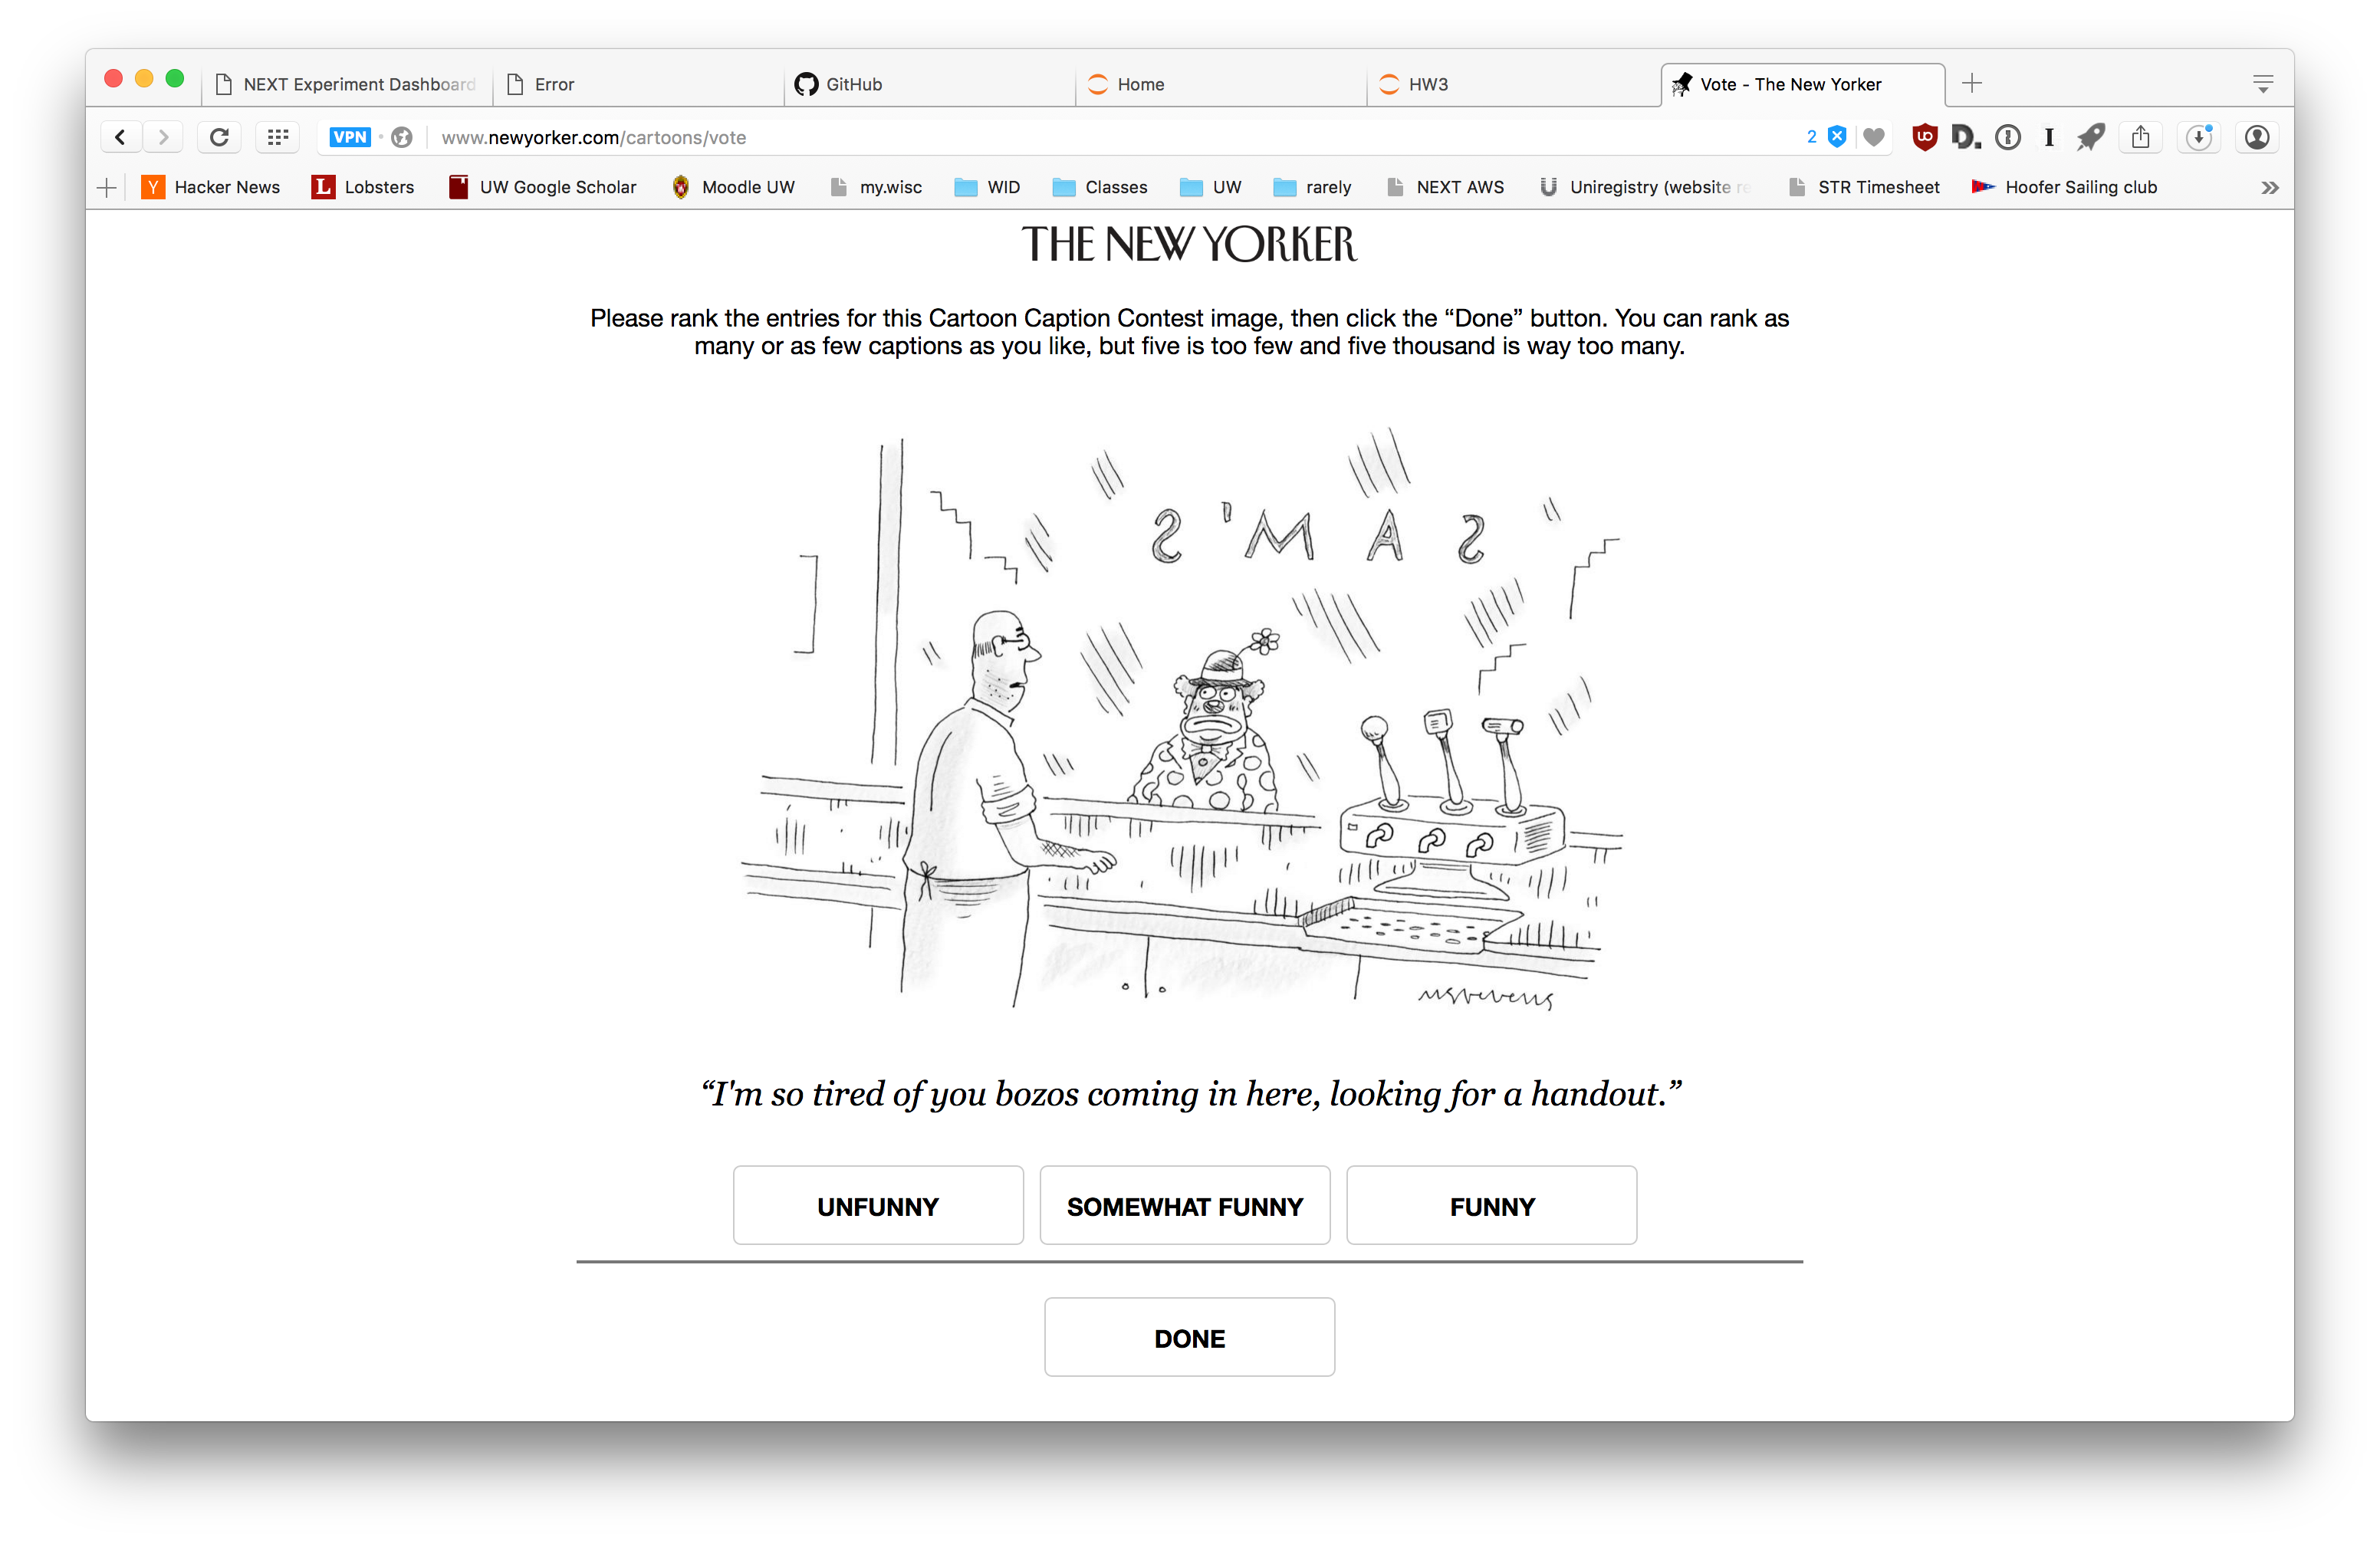 NEXT Experiment Dashboard
Error
GitHub
Home
HW3
Vote - The New Yorker
VPN
www.newyorker.com/cartoons/vote
2
Y Hacker News
L Lobsters
UW Google Scholar
Moodle UW
my.wisc
WID
Classes
UW
rarely
NEXT AWS
Uniregistry (website re
STR Timesheet
Hoofer Sailing club
THE NEW YORKER
Please rank the entries for this Cartoon Caption Contest image, then click the “Done” button. You can rank as
many or as few captions as you like, but five is too few and five thousand is way too many.
SAM'S
mstevens
“I'm so tired of you bozos coming in here, looking for a handout.”
UNFUNNY
SOMEWHAT FUNNY
FUNNY
DONE